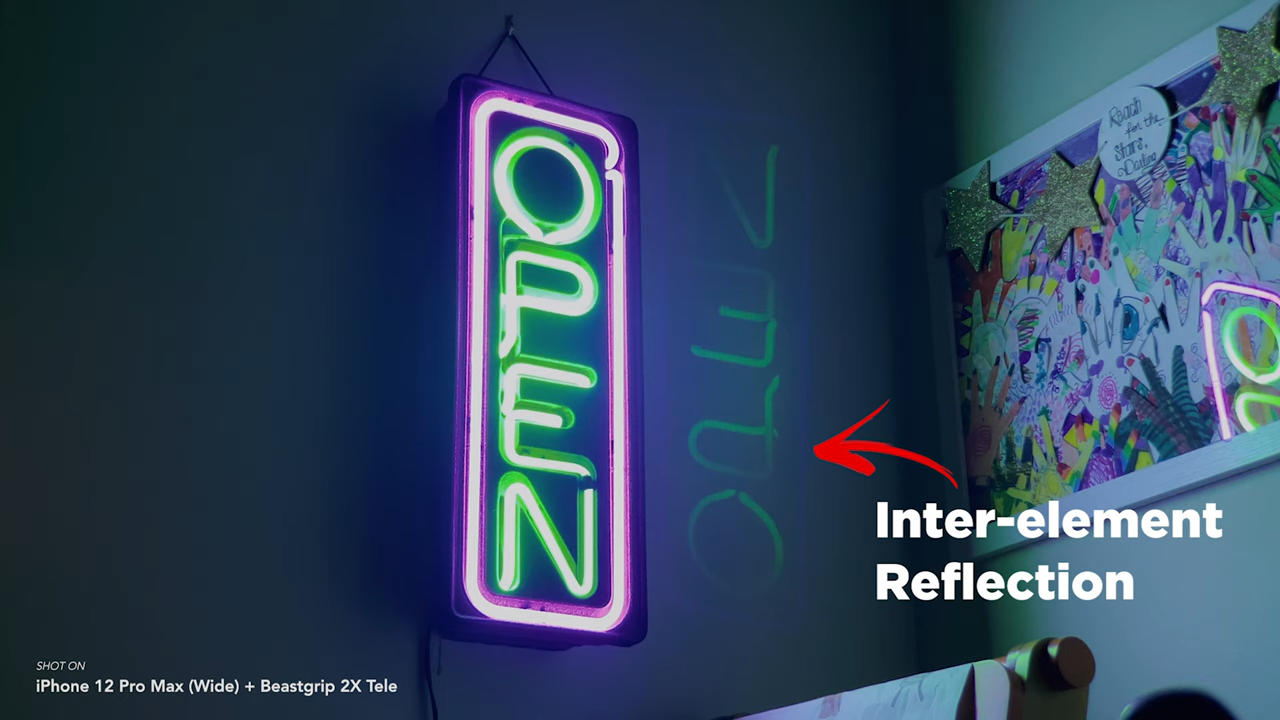 OPEN
Reach
for the
Stars,
Darling
Inter-element
Reflection
SHOT ON
iPhone 12 Pro Max (Wide) + Beastgrip 2X Tele